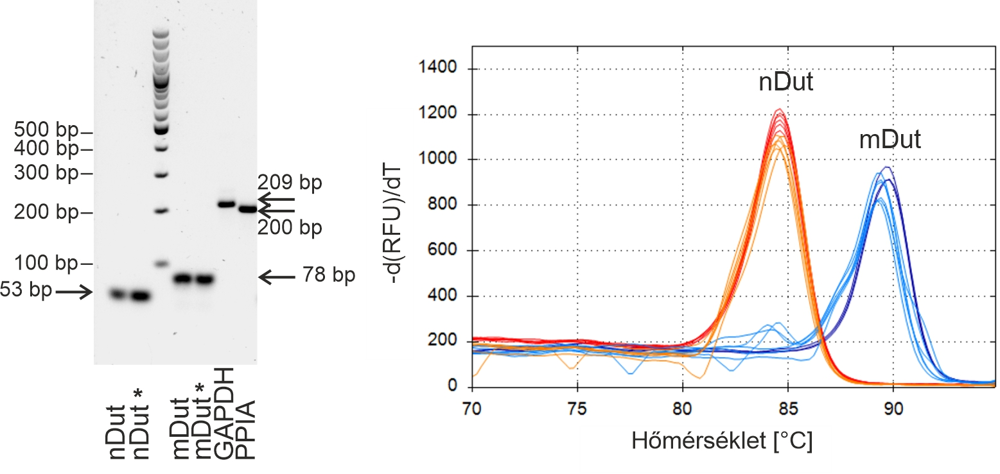 500 bp
400 bp
300 bp
200 bp
100 bp
53 bp
209 bp
200 bp
78 bp
nDut
nDut *
mDut
mDut*
GAPDH
PPIA
-d(RFU)/dT
1400
1200
1000
800
600
400
200
0
nDut
mDut
70 75 80 85 90
Hőmérséklet [°C]